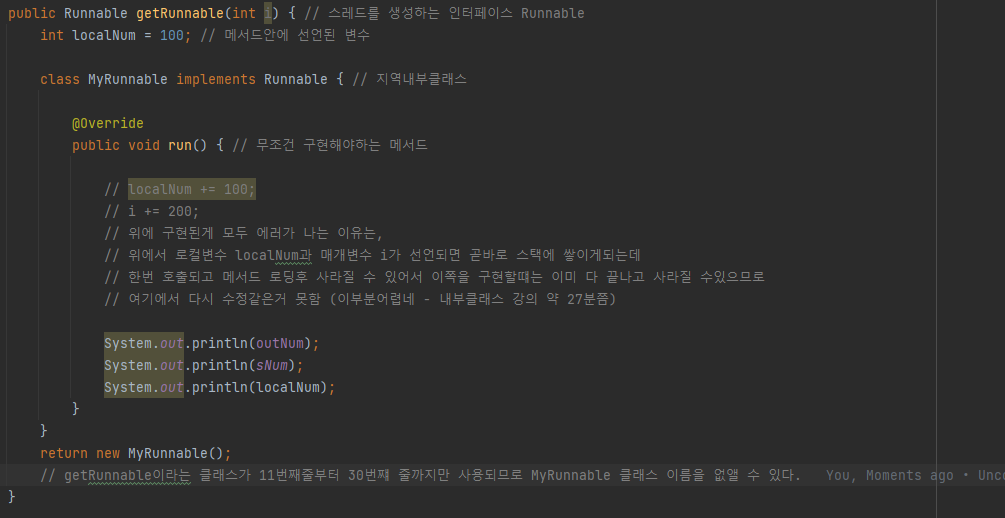 public Runnable getRunnable(int i) { // 스레드를 생성하는 인터페이스 Runnable
int localNum = 100; // 메서드안에 선언된 변수
class MyRunnable implements Runnable { // 지역내부클래스
@Override
public void run() { // 무조건 구현해야하는 메서드
// localNum += 100;
// i += 200;
// 위에 구현된게 모두 에러가 나는 이유는,
// 위에서 로컬변수 localNum과 매개변수 i가 선언되면 곧바로 스택에 쌓이게되는데
// 한번 호출되고 메서드 로딩후 사라질 수 있어서 이쪽을 구현할떄는 이미 다 끝나고 사라질 수있으므로
// 여기에서 다시 수정같은거 못함 (이부분어렵네 - 내부클래스 강의 약 27분쯤)
System.out.println(outNum);
System.out.println(sNum);
System.out.println(localNum);
}
}
return new MyRunnable();
// getRunnable이라는 클래스가 11번째줄부터 30번쨰 줄까지만 사용되므로 MyRunnable 클래스 이름을 없앨 수 있다. You, Moments ago • Unco
}